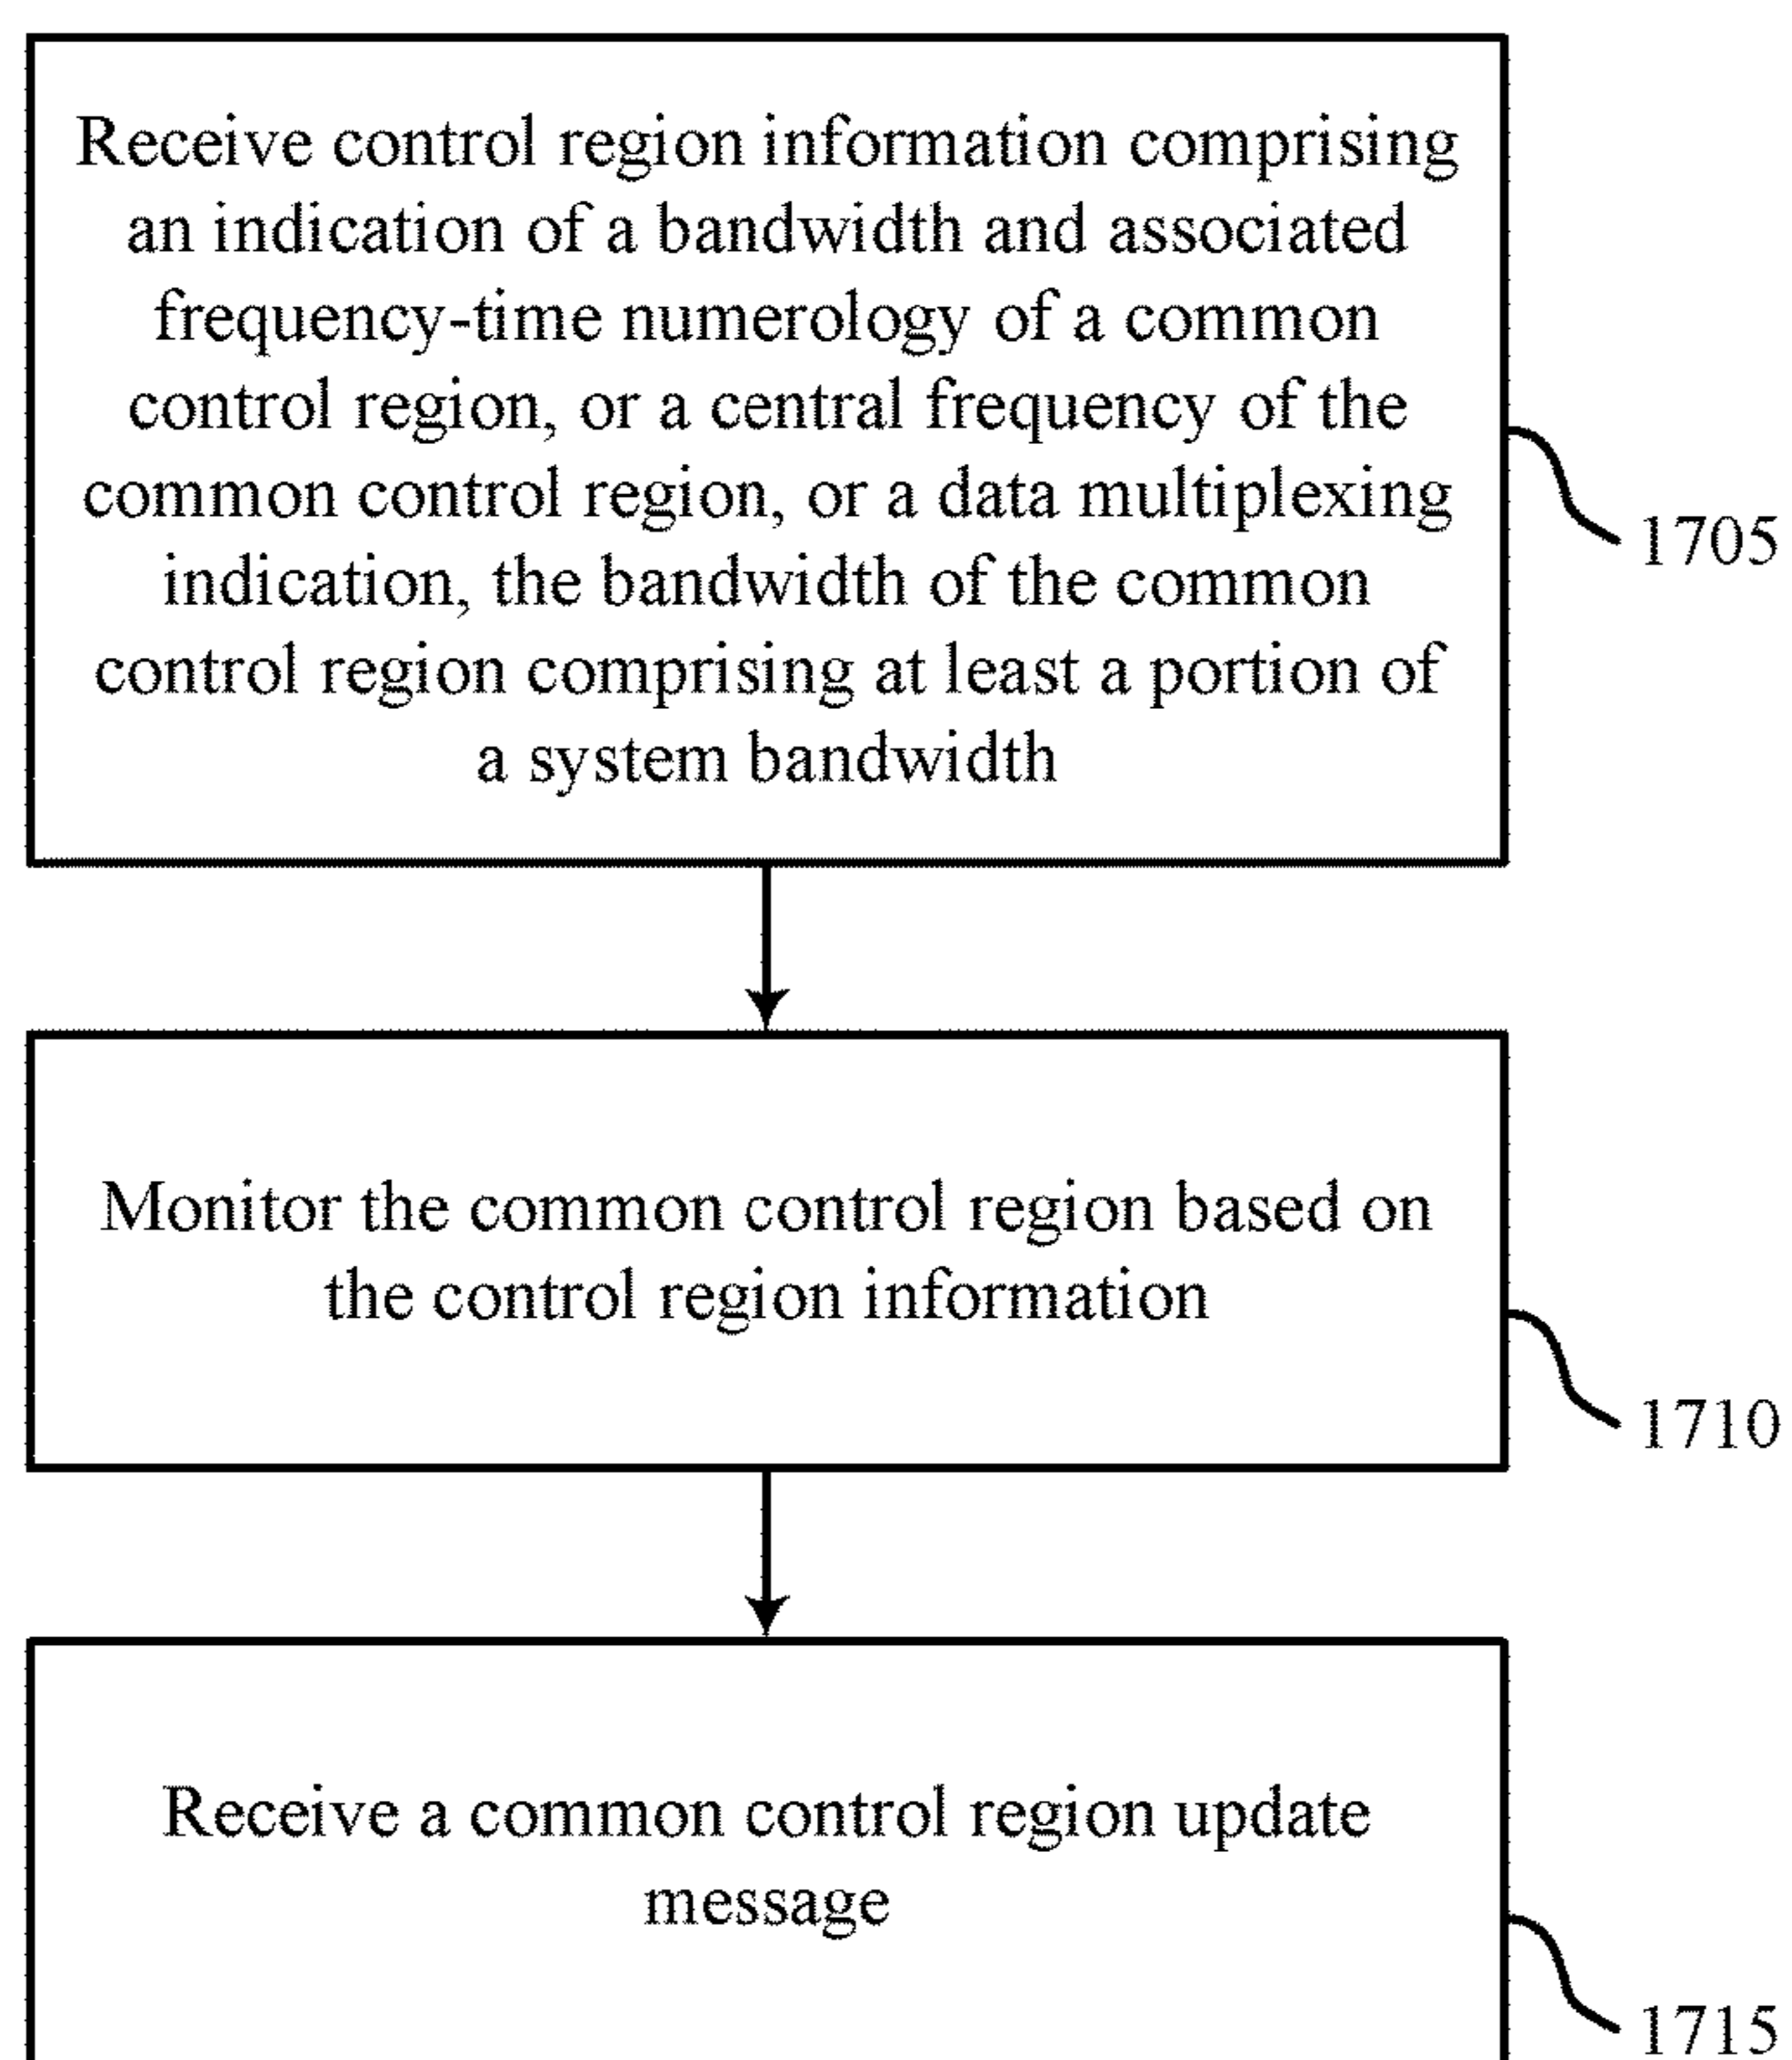 Receive control region information comprising
an indication of a bandwidth and associated
frequency-time numerology of a common
control region, or a central frequency of the
common control region, or a data multiplexing
indication, the bandwidth of the common
control region comprising at least a portion of
a system bandwidth
1705
Monitor the common control region based on
the control region information
1710
Receive a common control region update
message
1715